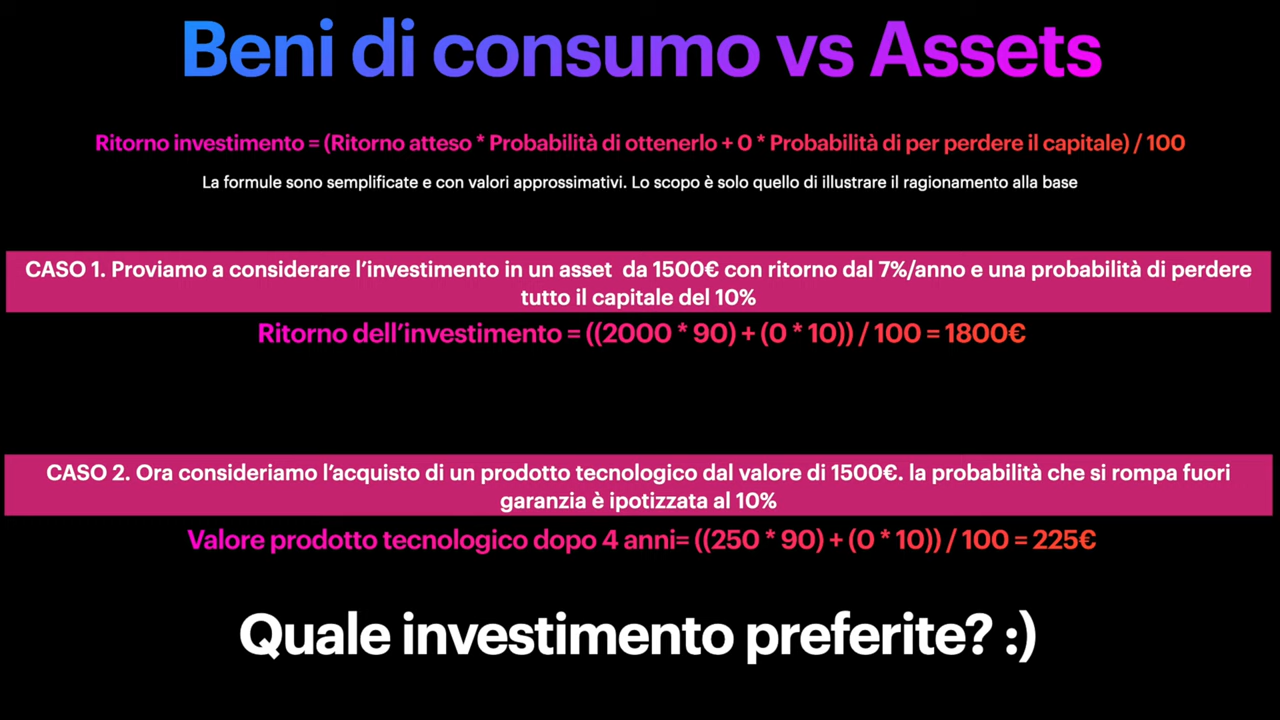 Beni di consumo vs Assets
Ritorno investimento = (Ritorno atteso * Probabilità di ottenerlo + 0 * Probabilità di per perdere il capitale) / 100
La formule sono semplificate e con valori approssimativi. Lo scopo è solo quello di illustrare il ragionamento alla base
CASO 1. Proviamo a considerare l’investimento in un asset  da 1500€ con ritorno dal 7%/anno e una probabilità di perdere
tutto il capitale del 10%
Ritorno dell’investimento = ((2000 * 90) + (0 * 10)) / 100 = 1800€
CASO 2. Ora consideriamo l’acquisto di un prodotto tecnologico dal valore di 1500€. la probabilità che si rompa fuori
garanzia è ipotizzata al 10%
Valore prodotto tecnologico dopo 4 anni= ((250 * 90) + (0 * 10)) / 100 = 225€
Quale investimento preferite? :)